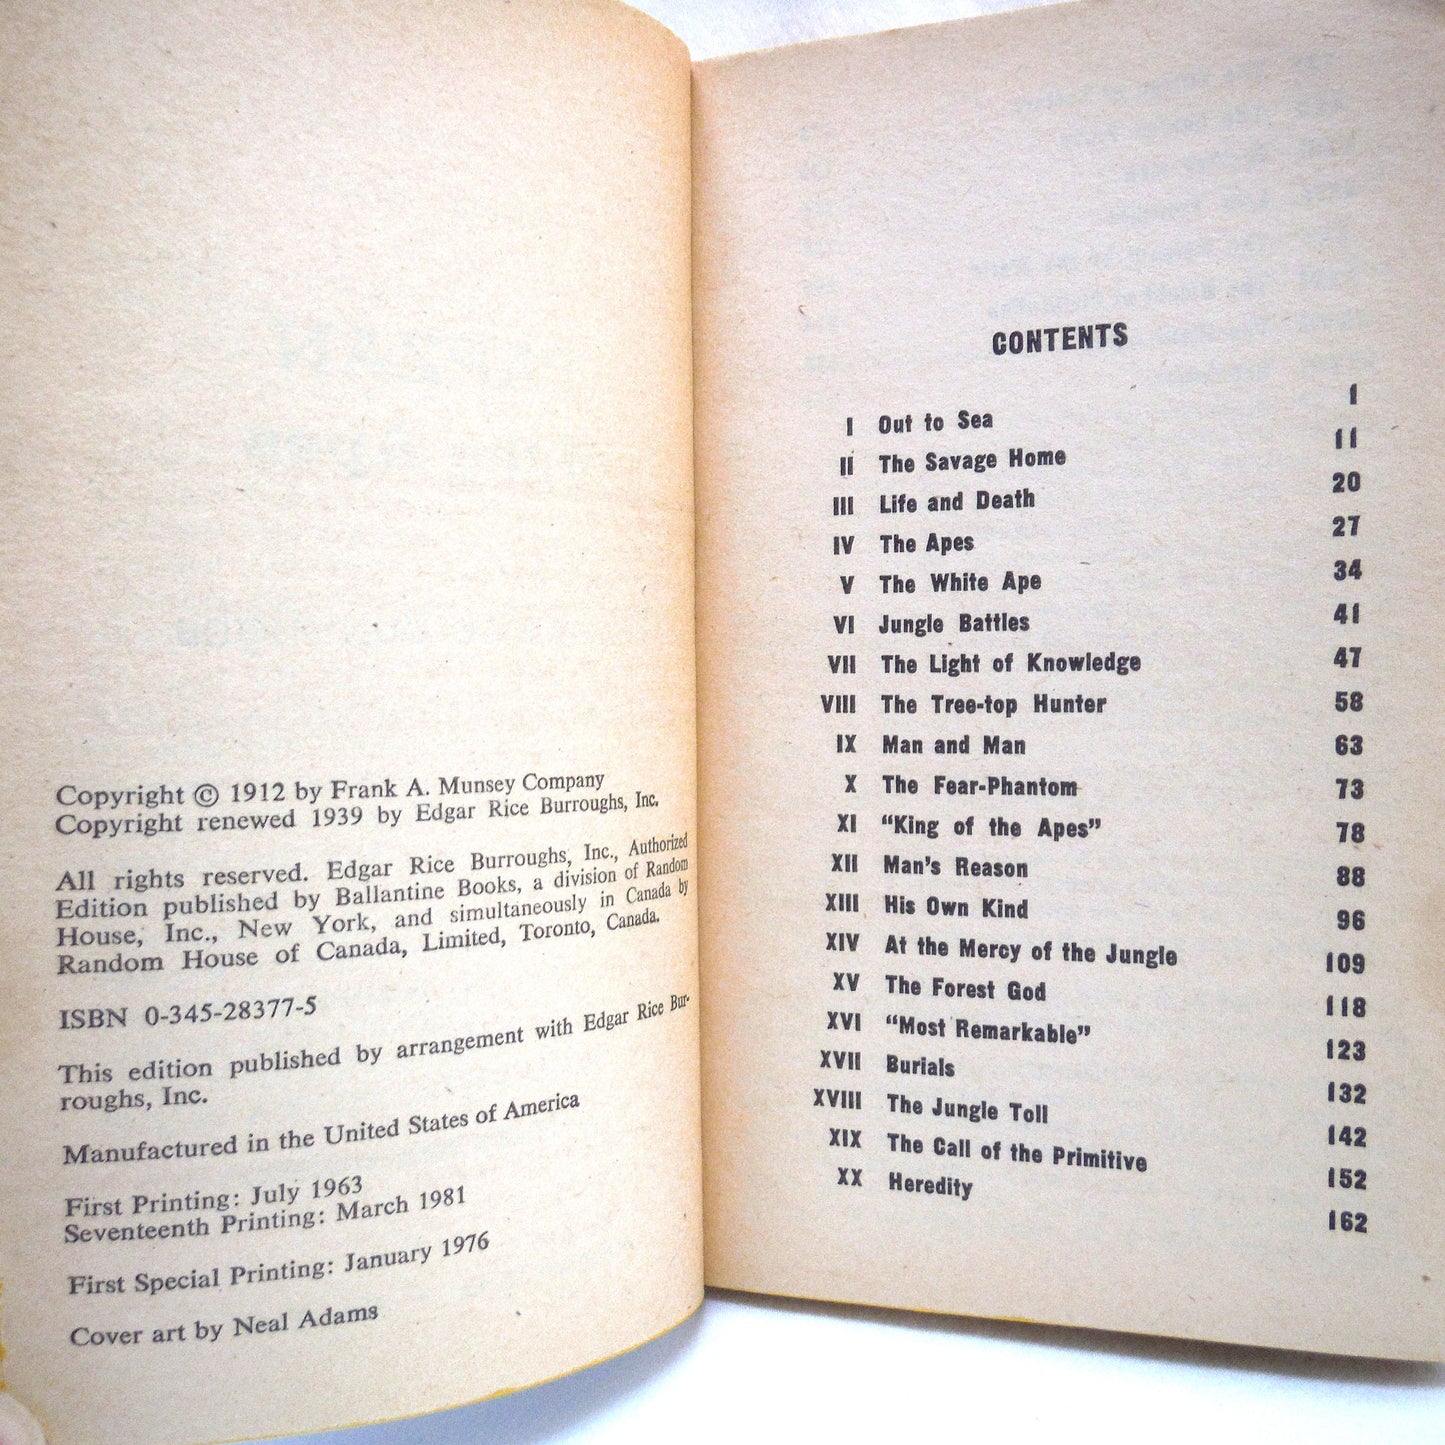 Copyright © 1912 by Frank A. Munsey Company
Copyright renewed 1939 by Edgar Rice Burroughs, Inc.
All rights reserved. Edgar Rice Burroughs, Inc., Authorized
Edition published by Ballantine Books, a division of Random
House, Inc., New York, and simultaneously in Canada by
Random House of Canada, Limited, Toronto, Canada.
ISBN 0-345-28377-5
This edition published by arrangement with Edgar Rice Bur-
roughs, Inc.
Manufactured in the United States of America
First Printing: July 1963
Seventeenth Printing: March 1981
First Special Printing: January 1976
Cover art by Neal Adams
CONTENTS
I Out to Sea 1
II The Savage Home 11
III Life and Death 20
IV The Apes 27
V The White Ape 34
VI Jungle Battles 41
VII The Light of Knowledge 47
VIII The Tree-top Hunter 58
IX Man and Man 63
X The Fear-Phantom 73
XI "King of the Apes" 78
XII Man's Reason 88
XIII His Own Kind 96
XIV At the Mercy of the Jungle 109
XV The Forest God 118
XVI "Most Remarkable" 123
XVII Burials 132
XVIII The Jungle Toll 142
XIX The Call of the Primitive 152
XX Heredity 162